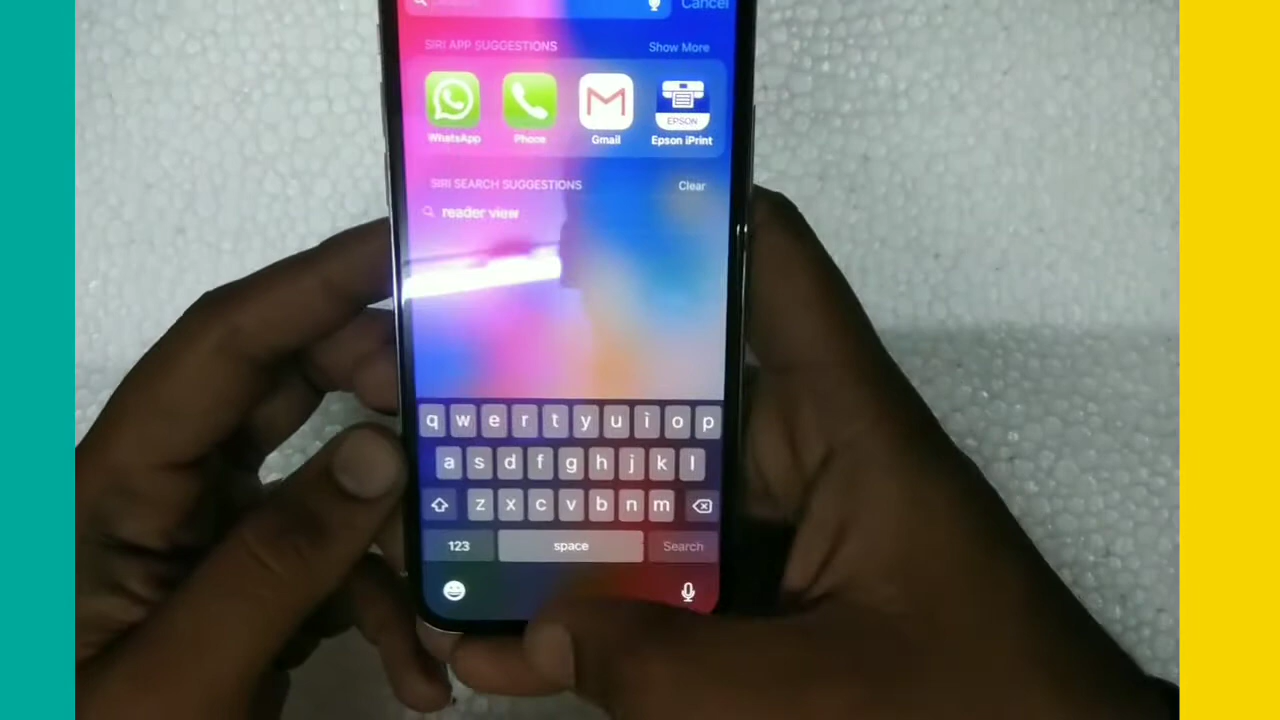 Cancel
SIRI APP SUGGESTIONS Show More
EPSON
WhatsApp Phone Gmail Epson iPrint
SIRI SEARCH SUGGESTIONS Clear
reader view
q w e r t y u i o p
a s d f g h j k l
z x c v b n m
123 space Search